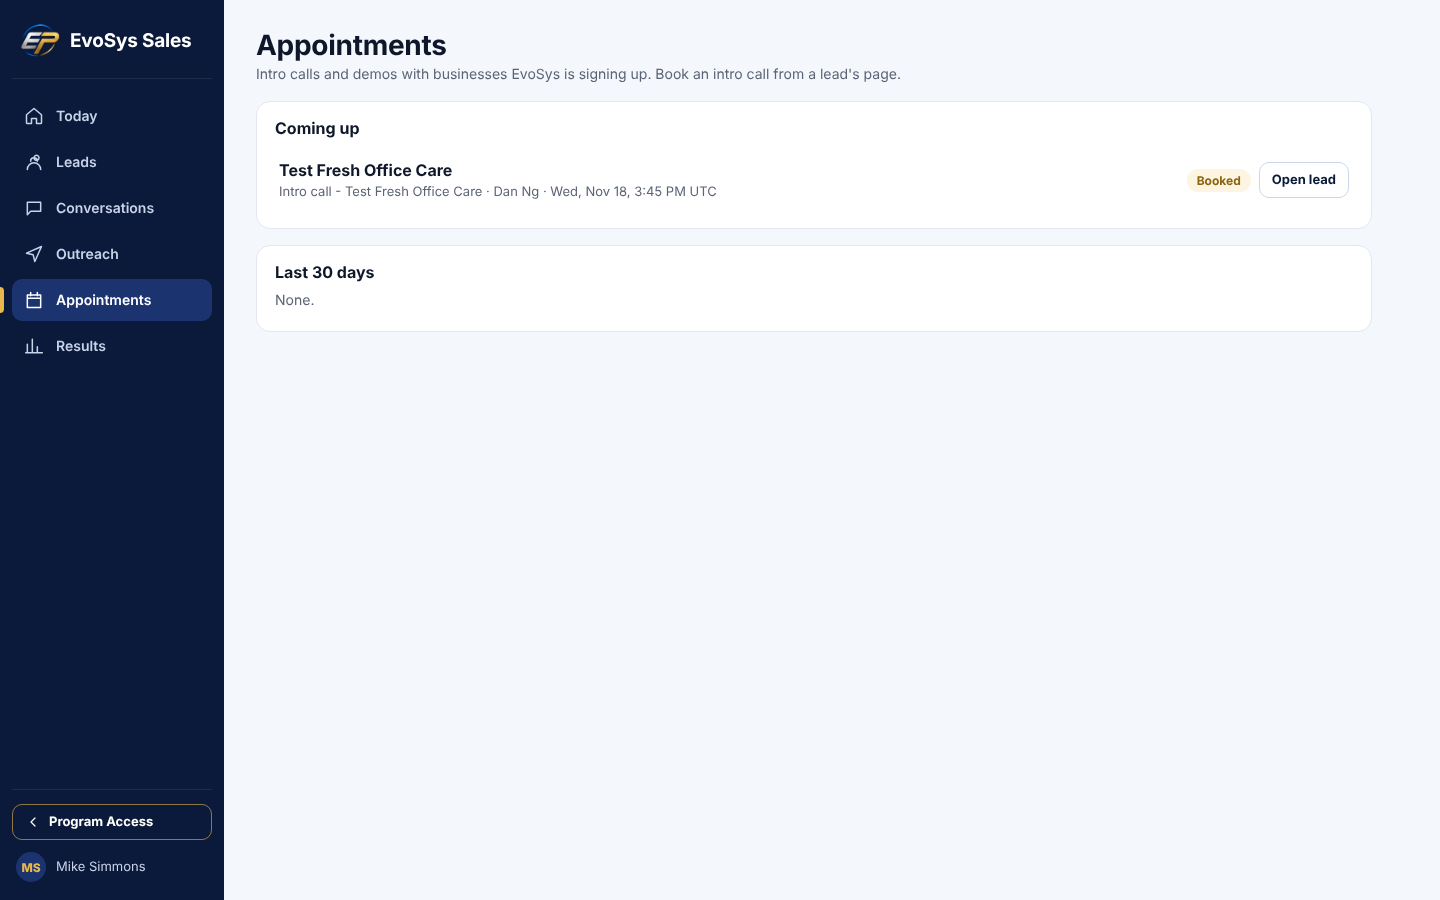 EP EvoSys Sales
Today
Leads
Conversations
Outreach
Appointments
Results
Program Access
MS Mike Simmons
Appointments
Intro calls and demos with businesses EvoSys is signing up. Book an intro call from a lead's page.
Coming up
Test Fresh Office Care
Intro call - Test Fresh Office Care · Dan Ng · Wed, Nov 18, 3:45 PM UTC
Booked
Open lead
Last 30 days
None.